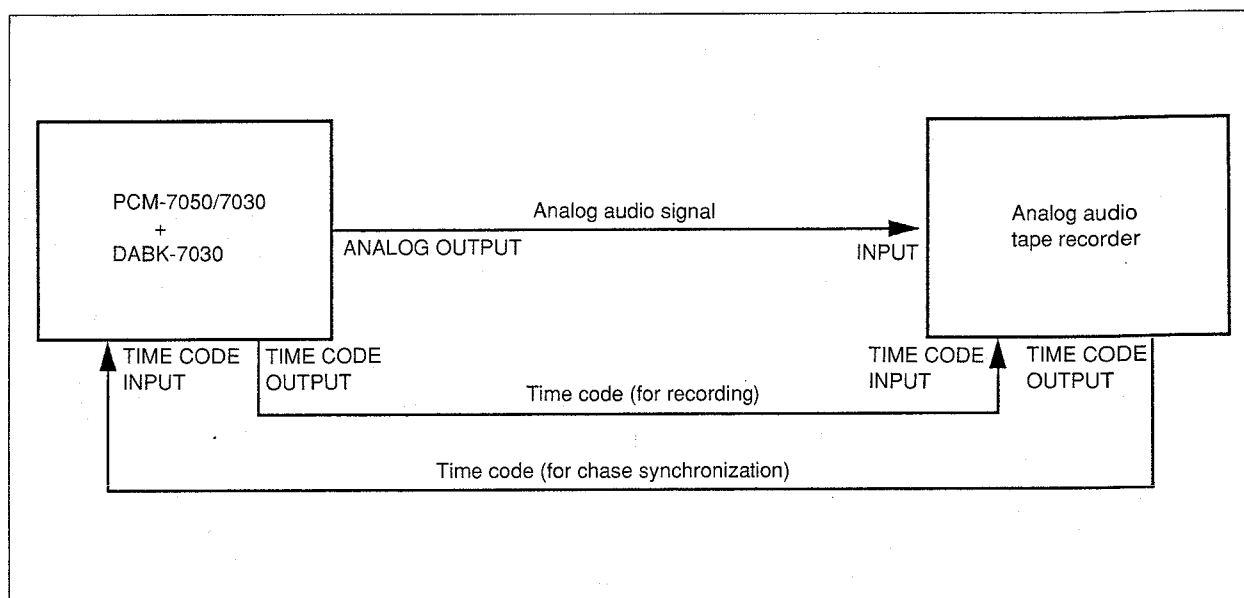 PCM-7050/7030
+
DABK-7030
Analog audio signal
ANALOG OUTPUT
INPUT
Analog audio
tape recorder
TIME CODE
INPUT
TIME CODE
OUTPUT
TIME CODE
INPUT
TIME CODE
OUTPUT
Time code (for recording)
Time code (for chase synchronization)